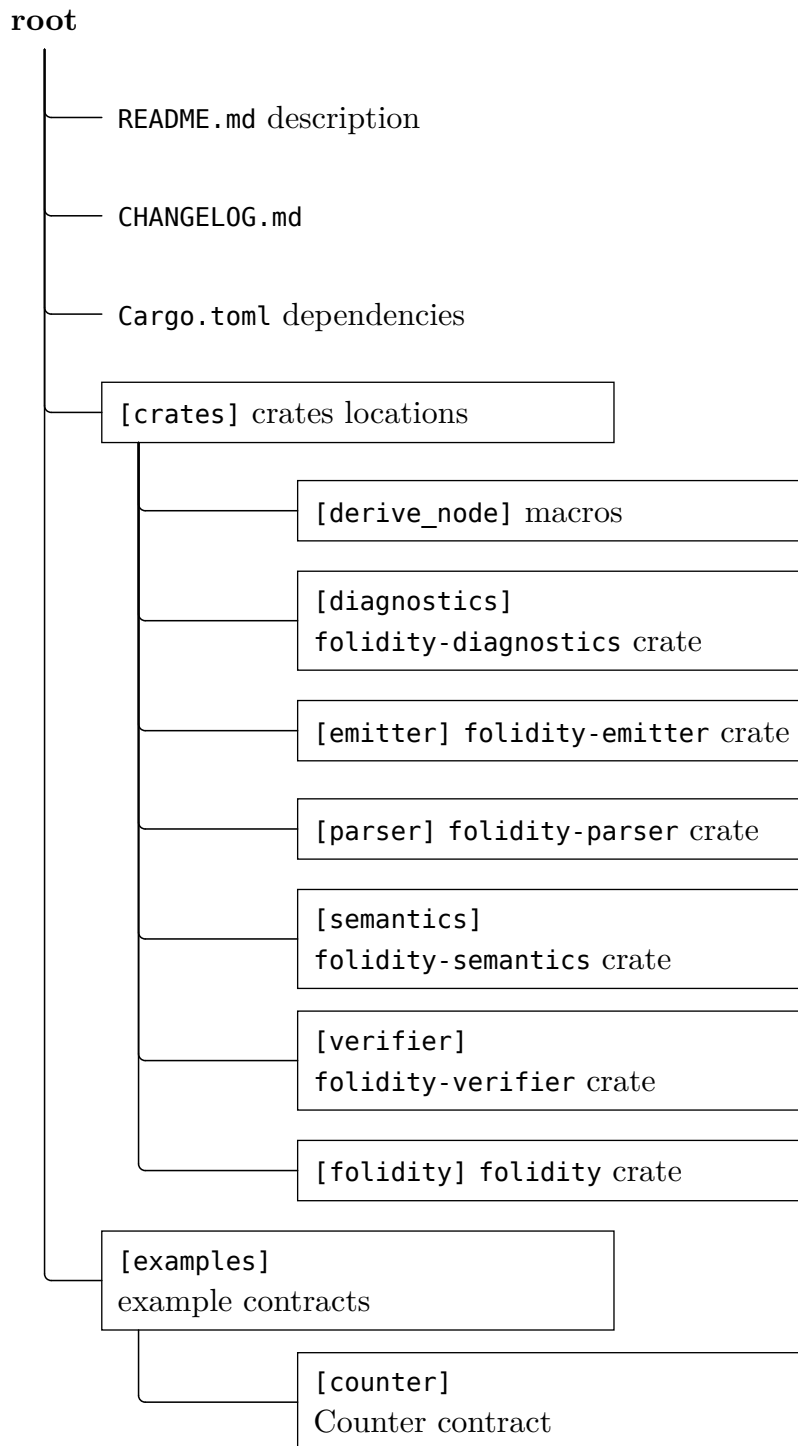 root
README.md description
CHANGELOG.md
Cargo.toml dependencies
[crates] crates locations
[derive_node] macros
[diagnostics]
folidity-diagnostics crate
[emitter] folidity-emitter crate
[parser] folidity-parser crate
[semantics]
folidity-semantics crate
[verifier]
folidity-verifier crate
[folidity] folidity crate
[examples]
example contracts
[counter]
Counter contract